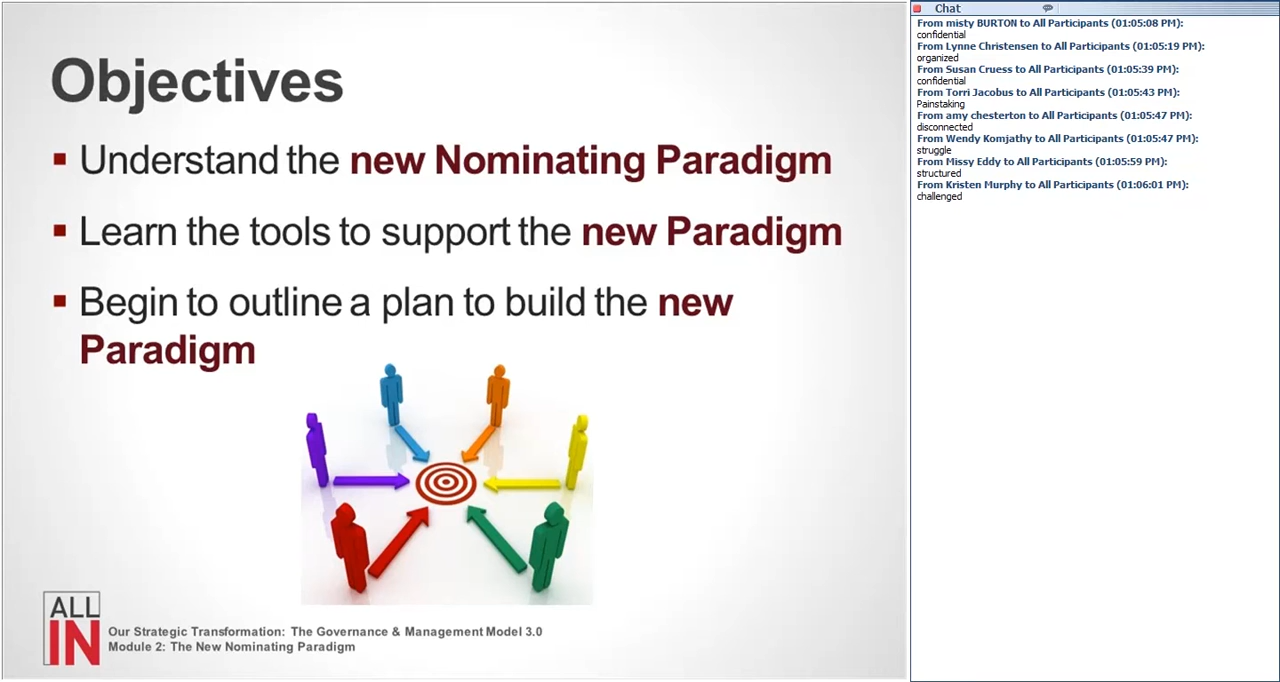 Objectives
Understand the new Nominating Paradigm
Learn the tools to support the new Paradigm
Begin to outline a plan to build the new
Paradigm
ALL
IN
Our Strategic Transformation: The Governance & Management Model 3.0
Module 2: The New Nominating Paradigm
Chat
From misty BURTON to All Participants (01:05:08 PM):
confidential
From Lynne Christensen to All Participants (01:05:19 PM):
organized
From Susan Cruess to All Participants (01:05:39 PM):
confidential
From Torri Jacobus to All Participants (01:05:43 PM):
Painstaking
From amy chesterton to All Participants (01:05:47 PM):
disconnected
From Wendy Komjathy to All Participants (01:05:47 PM):
struggle
From Missy Eddy to All Participants (01:05:59 PM):
structured
From Kristen Murphy to All Participants (01:06:01 PM):
challenged